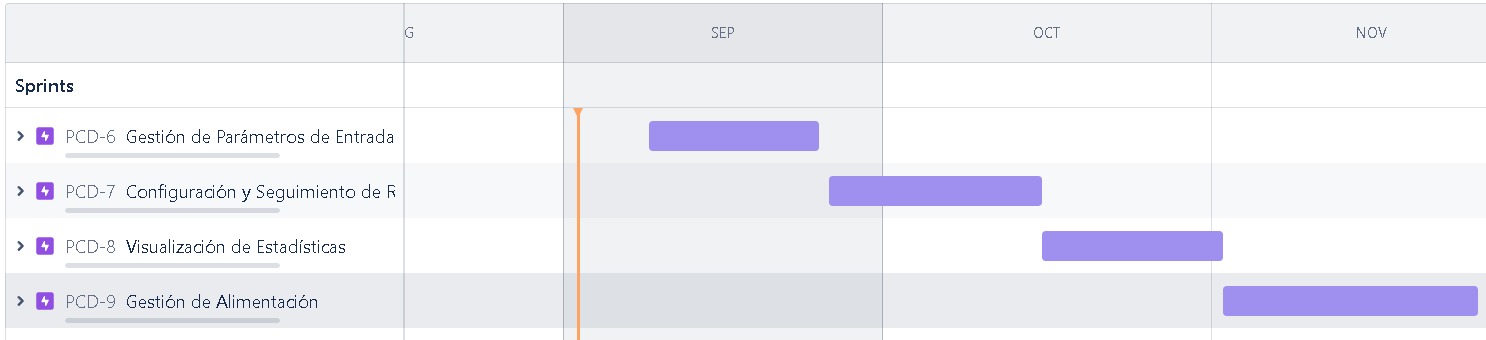 G SEP OCT NOV
Sprints
PCD-6 Gestión de Parámetros de Entrada
PCD-7 Configuración y Seguimiento de R
PCD-8 Visualización de Estadísticas
PCD-9 Gestión de Alimentación